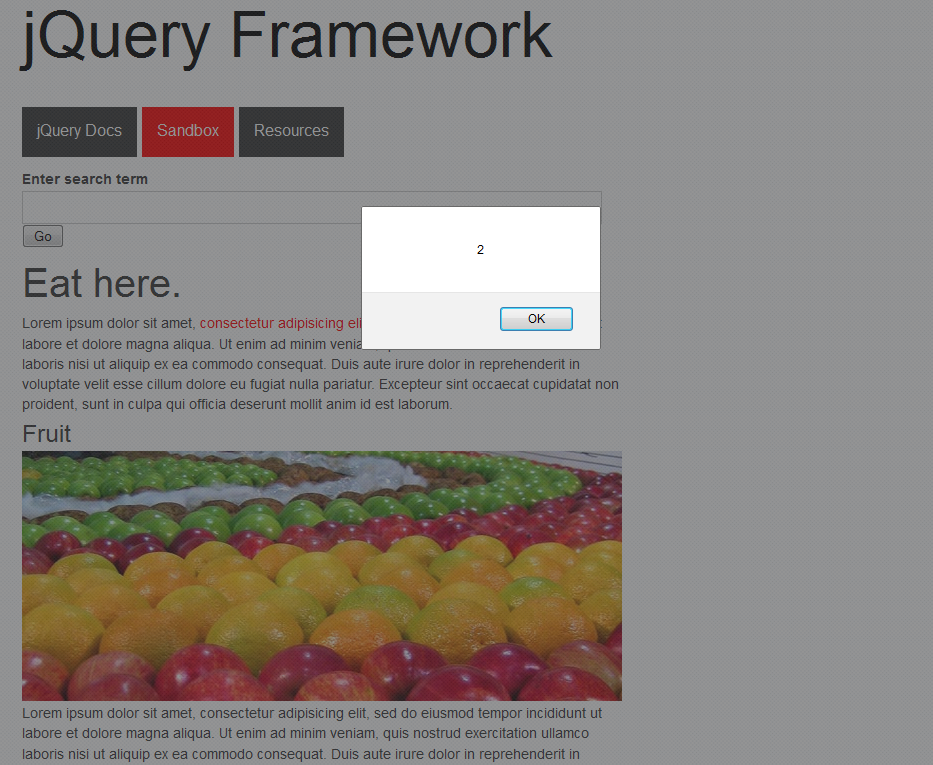 jQuery Framework
jQuery Docs Sandbox Resources
Enter search term
Go
2
OK
Eat here.
Lorem ipsum dolor sit amet, consectetur adipisicing eli
labore et dolore magna aliqua. Ut enim ad minim veniam,
laboris nisi ut aliquip ex ea commodo consequat. Duis aute irure dolor in reprehenderit in
voluptate velit esse cillum dolore eu fugiat nulla pariatur. Excepteur sint occaecat cupidatat non
proident, sunt in culpa qui officia deserunt mollit anim id est laborum.
Fruit
Lorem ipsum dolor sit amet, consectetur adipisicing elit, sed do eiusmod tempor incididunt ut
labore et dolore magna aliqua. Ut enim ad minim veniam, quis nostrud exercitation ullamco
laboris nisi ut aliquip ex ea commodo consequat. Duis aute irure dolor in reprehenderit in